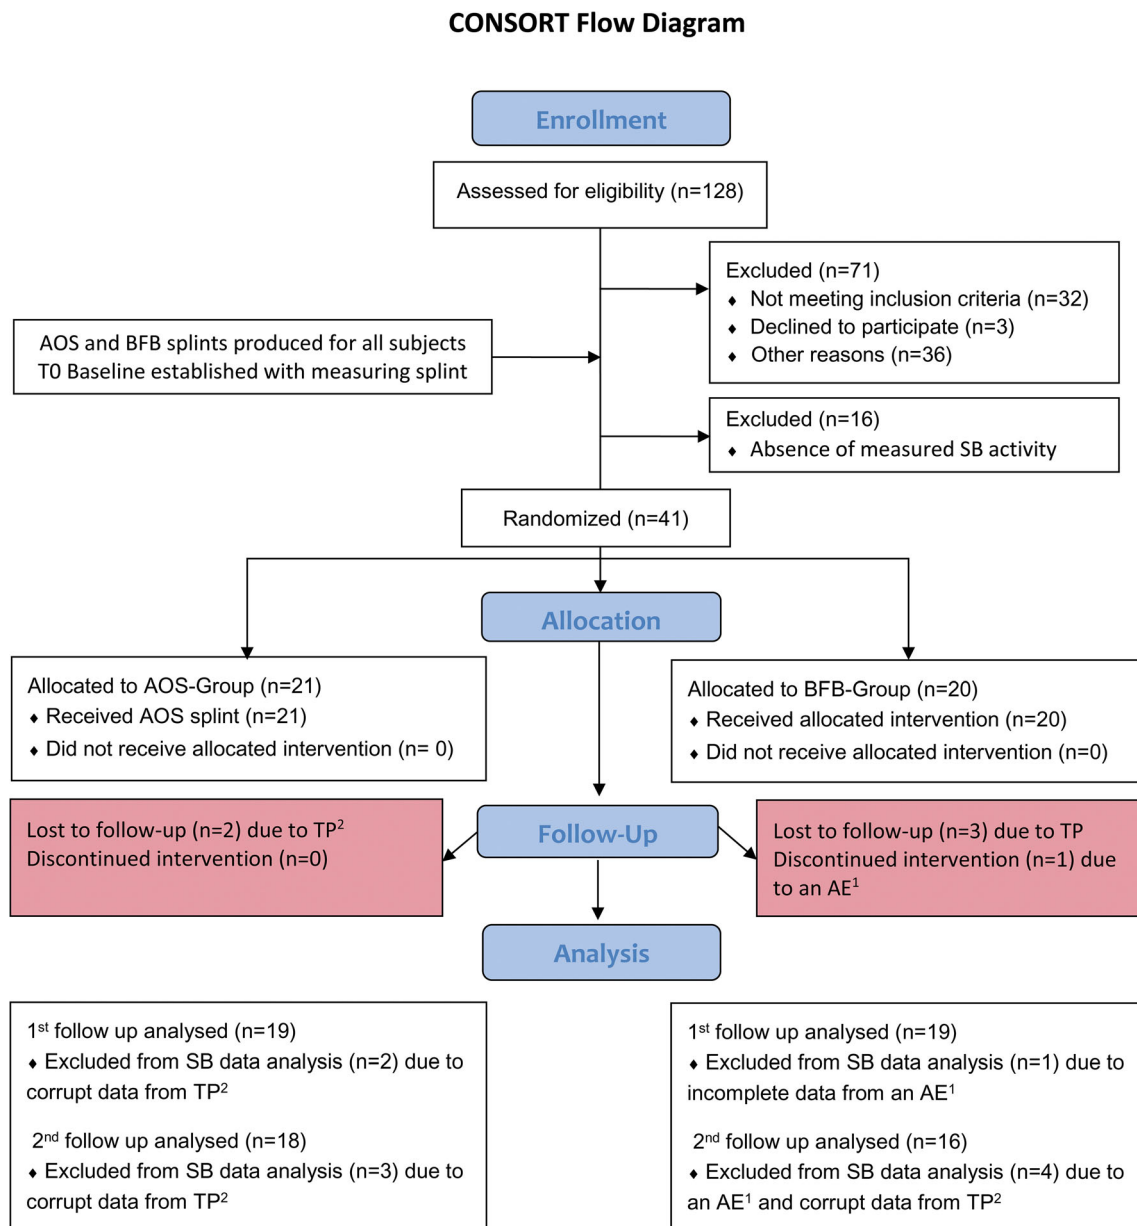 CONSORT Flow Diagram
Enrollment
Assessed for eligibility (n=128)
Excluded (n=71)
♦ Not meeting inclusion criteria (n=32)
♦ Declined to participate (n=3)
♦ Other reasons (n=36)
AOS and BFB splints produced for all subjects
T0 Baseline established with measuring splint
Excluded (n=16)
♦ Absence of measured SB activity
Randomized (n=41)
Allocation
Allocated to AOS-Group (n=21)
♦ Received AOS splint (n=21)
♦ Did not receive allocated intervention (n= 0)
Allocated to BFB-Group (n=20)
♦ Received allocated intervention (n=20)
♦ Did not receive allocated intervention (n=0)
Follow-Up
Lost to follow-up (n=2) due to TP²
Discontinued intervention (n=0)
Lost to follow-up (n=3) due to TP
Discontinued intervention (n=1) due
to an AE¹
Analysis
1st follow up analysed (n=19)
♦ Excluded from SB data analysis (n=2) due to
corrupt data from TP²
2nd follow up analysed (n=18)
♦ Excluded from SB data analysis (n=3) due to
corrupt data from TP²
1st follow up analysed (n=19)
♦ Excluded from SB data analysis (n=1) due to
incomplete data from an AE¹
2nd follow up analysed (n=16)
♦ Excluded from SB data analysis (n=4) due to
an AE¹ and corrupt data from TP²